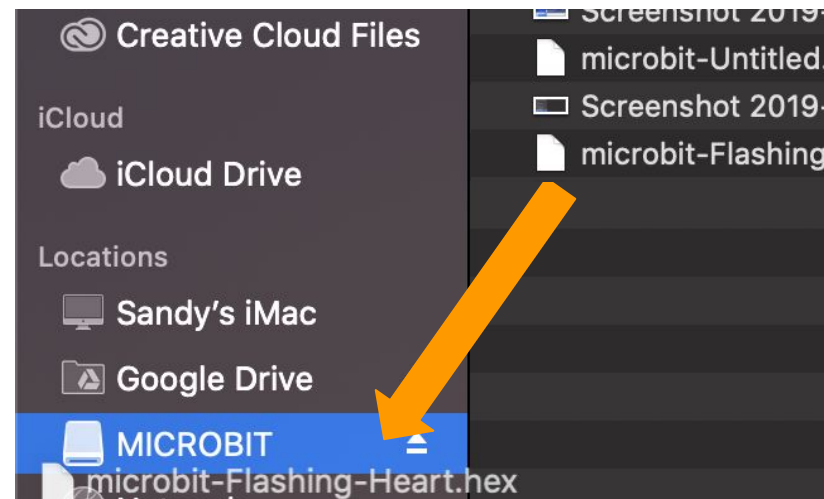 Creative Cloud Files
iCloud
iCloud Drive
Locations
Sandy’s iMac
Google Drive
MICROBIT
microbit-Flashing-Heart.hex
Screenshot 2019-
microbit-Untitled.
Screenshot 2019-
microbit-Flashing